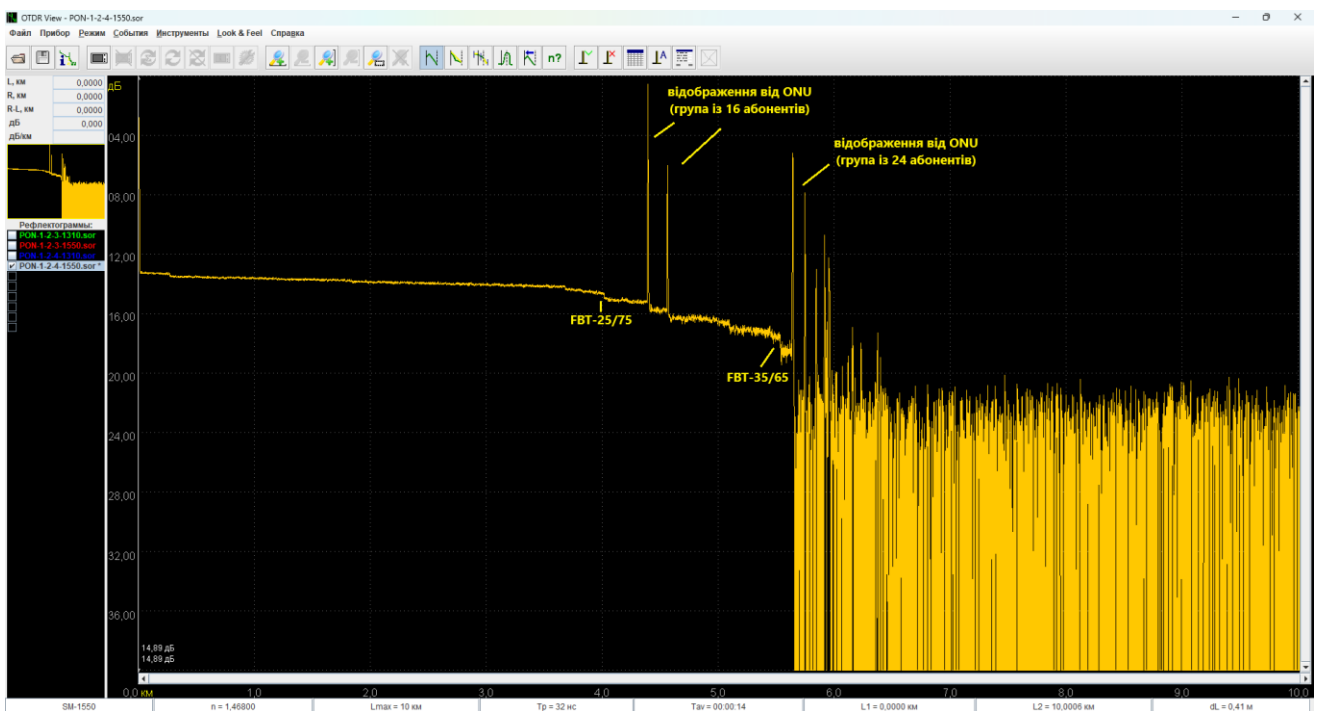 OTDR View - PON-1-2-4-1550.sor
Файл Прибор Режим События Инструменты Look & Feel Справка
n?
L, км 0,0000
R, км 0,0000
R-L, км 0,0000
дБ 0,000
дБ/км
Рефлектограммы:
PON-1-2-3-1310.sor
PON-1-2-3-1550.sor
PON-1-2-4-1310.sor
PON-1-2-4-1550.sor *
дБ
04,00
08,00
12,00
16,00
20,00
24,00
28,00
32,00
36,00
відображення від ONU
(група із 16 абонентів)
відображення від ONU
(група із 24 абонентів)
FBT-25/75
FBT-35/65
14,89 дБ
14,89 дБ
0,0 км 1,0 2,0 3,0 4,0 5,0 6,0 7,0 8,0 9,0 10,0
SM-1550 n = 1,46800 Lmax = 10 км Tp = 32 нс Tav = 00:00:14 L1 = 0,0000 км L2 = 10,0006 км dL = 0,41 м